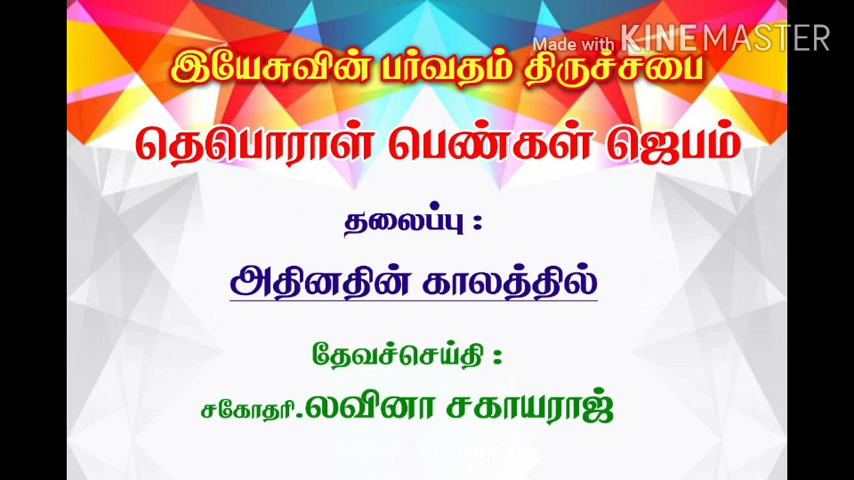 Made with KINEMASTER
இயேசுவின் பர்வதம் திருச்சபை
தெபொராள் பெண்கள் ஜெபம்
தலைப்பு :
அதினதின் காலத்தில்
தேவச்செய்தி :
சகோதரி.லவினா சகாயராஜ்